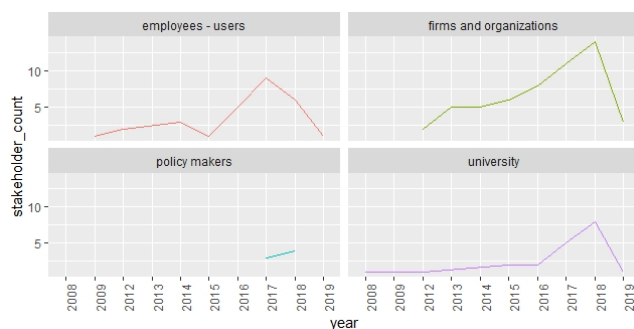 employees - users
firms and organizations
10
5
stakeholder_count
policy makers
university
10
5
2008 2009 2012 2013 2014 2015 2016 2017 2018 2019
2008 2009 2012 2013 2014 2015 2016 2017 2018 2019
year